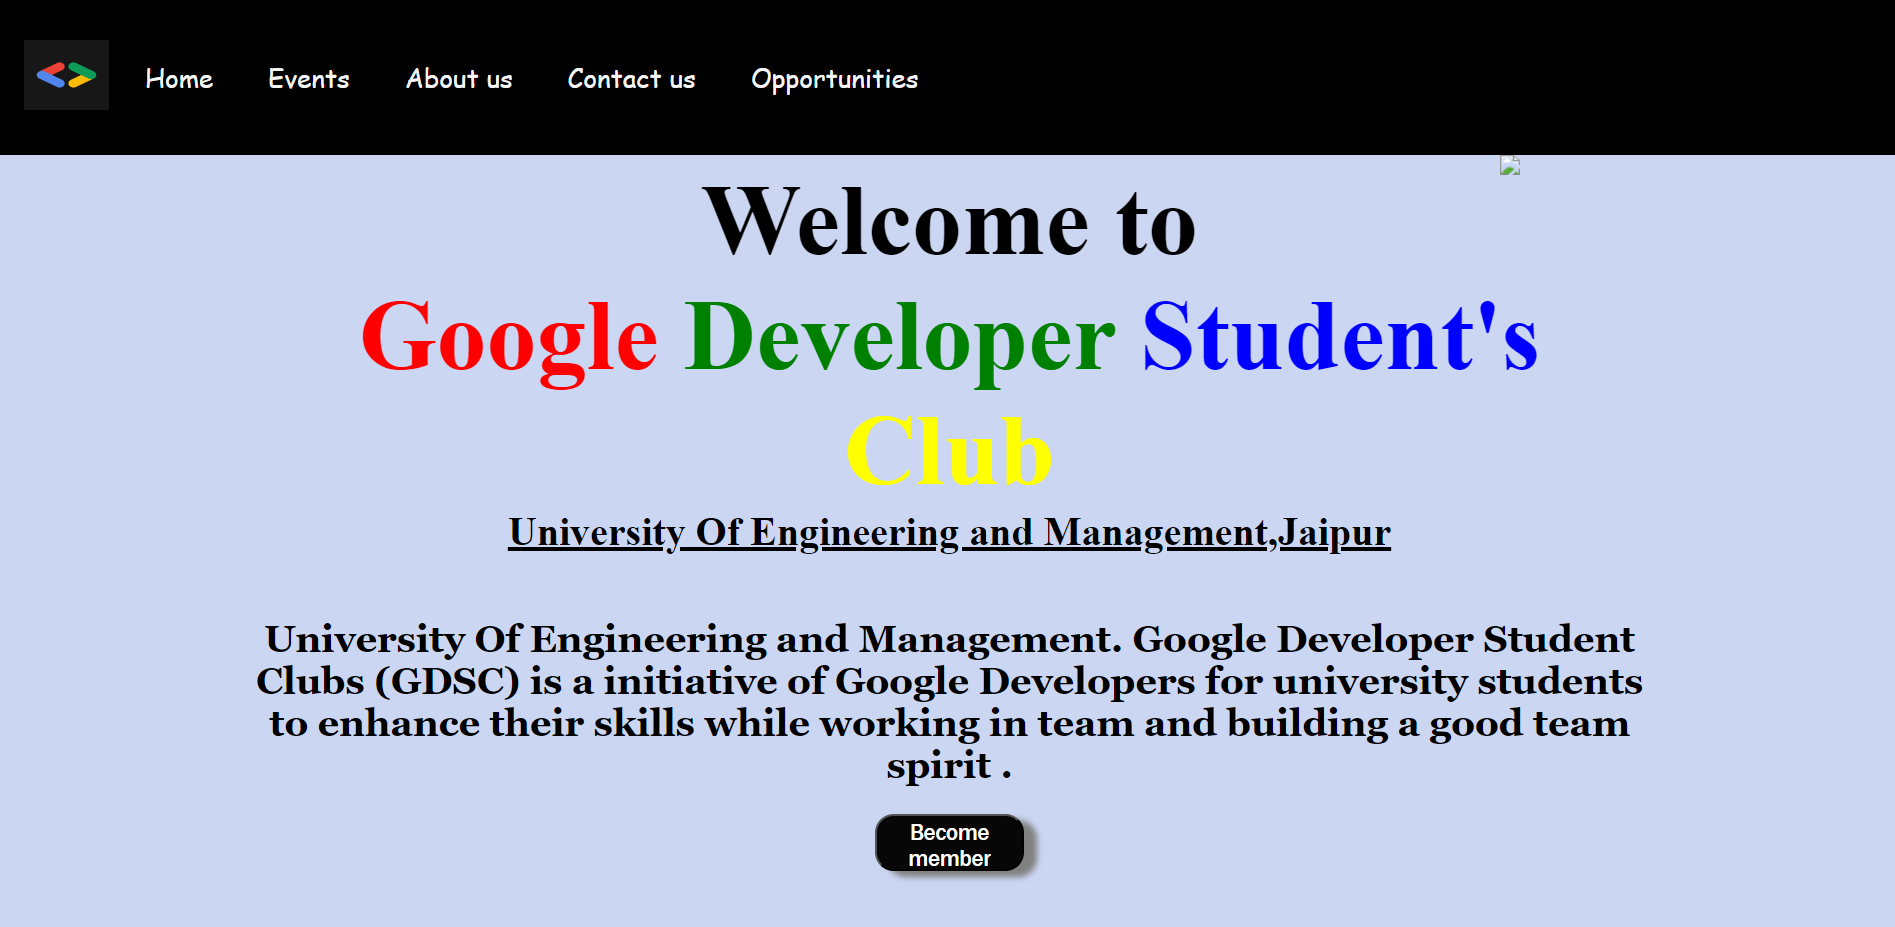 Home Events About us Contact us Opportunities
Welcome to
Google Developer Student's
Club
University Of Engineering and Management,Jaipur
University Of Engineering and Management. Google Developer Student
Clubs (GDSC) is a initiative of Google Developers for university students
to enhance their skills while working in team and building a good team
spirit .
Become
member